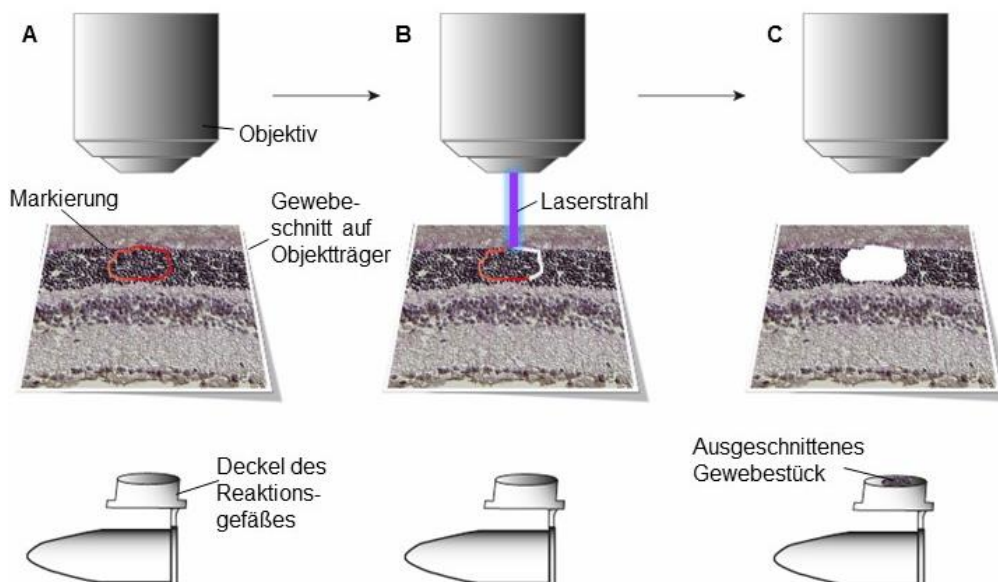 A
B
C
Objektiv
Markierung
Gewebe-
schnitt auf
Objektträger
Laserstrahl
Deckel des
Reaktions-
gefäßes
Ausgeschnittenes
Gewebestück